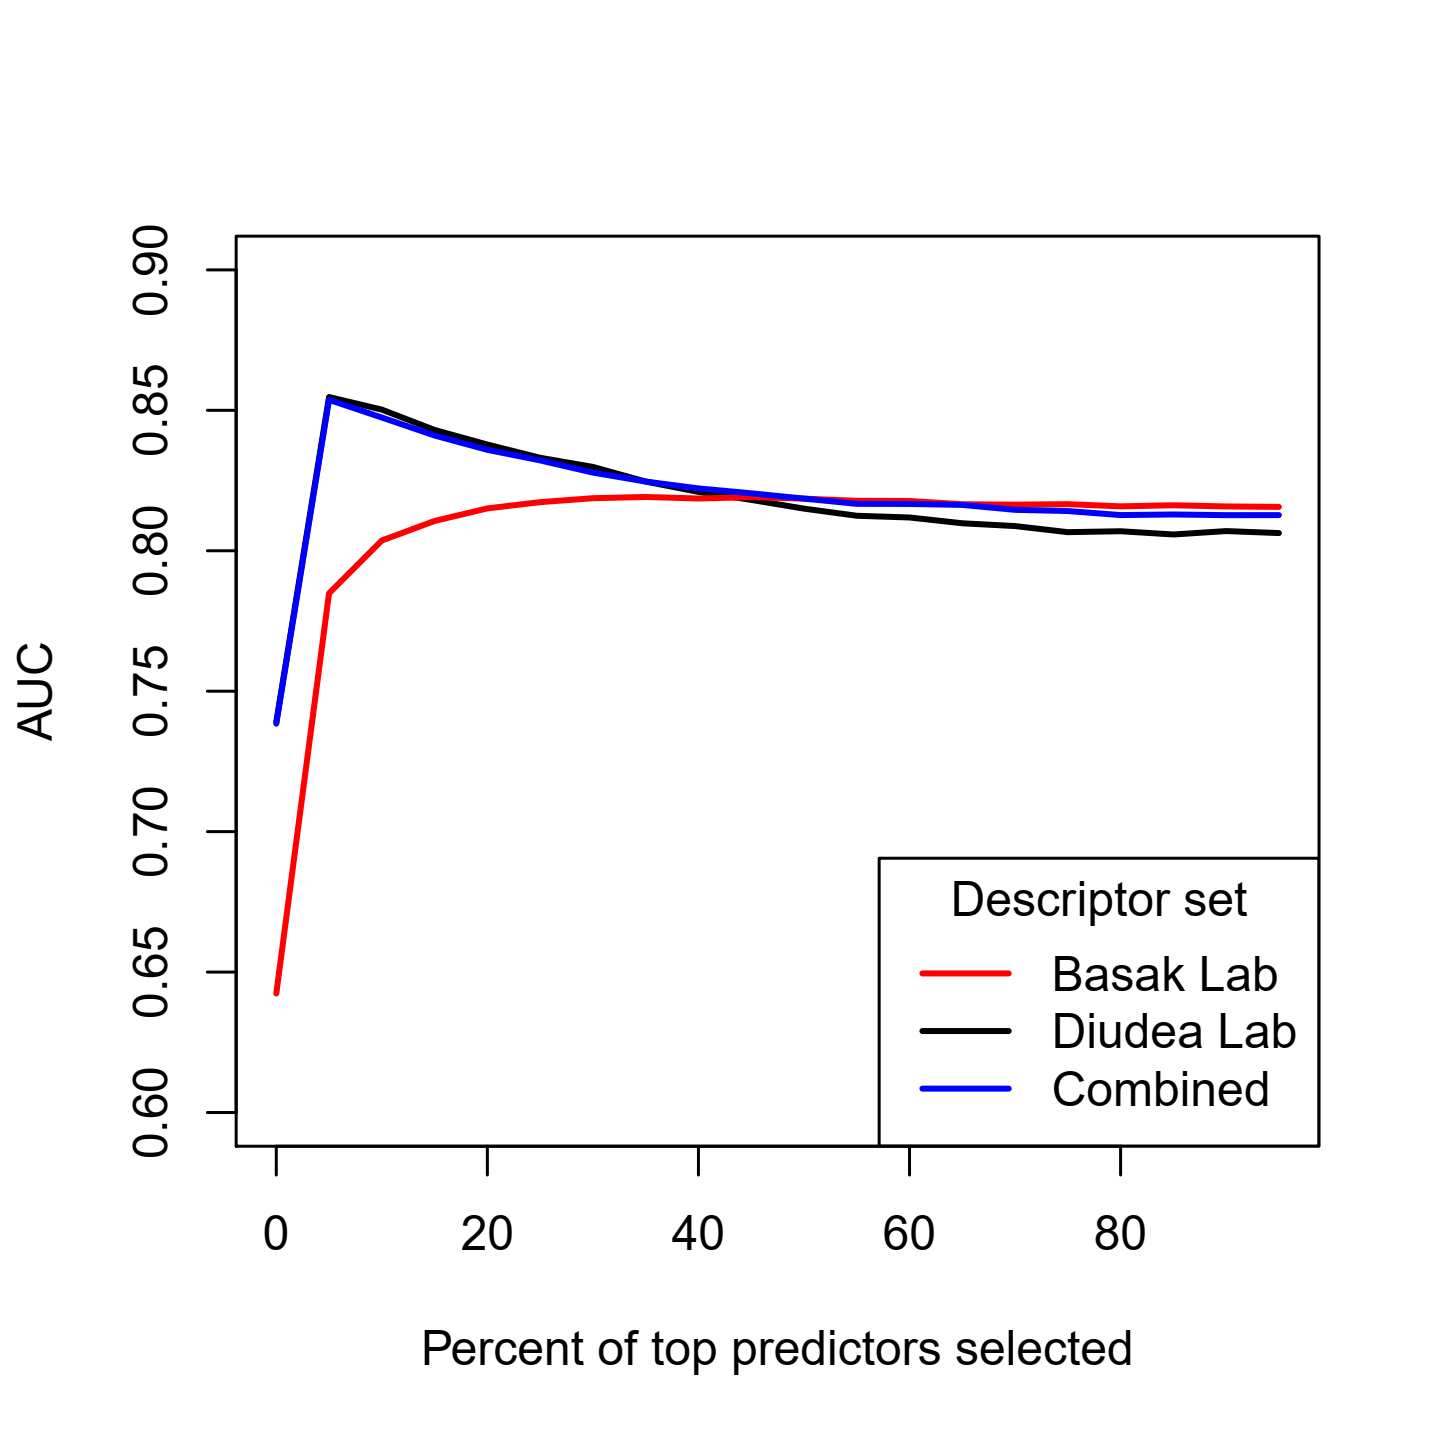 0.90
0.85
0.80
0.75
0.70
0.65
0.60
AUC
Descriptor set
Basak Lab
Diudea Lab
Combined
0 20 40 60 80
Percent of top predictors selected